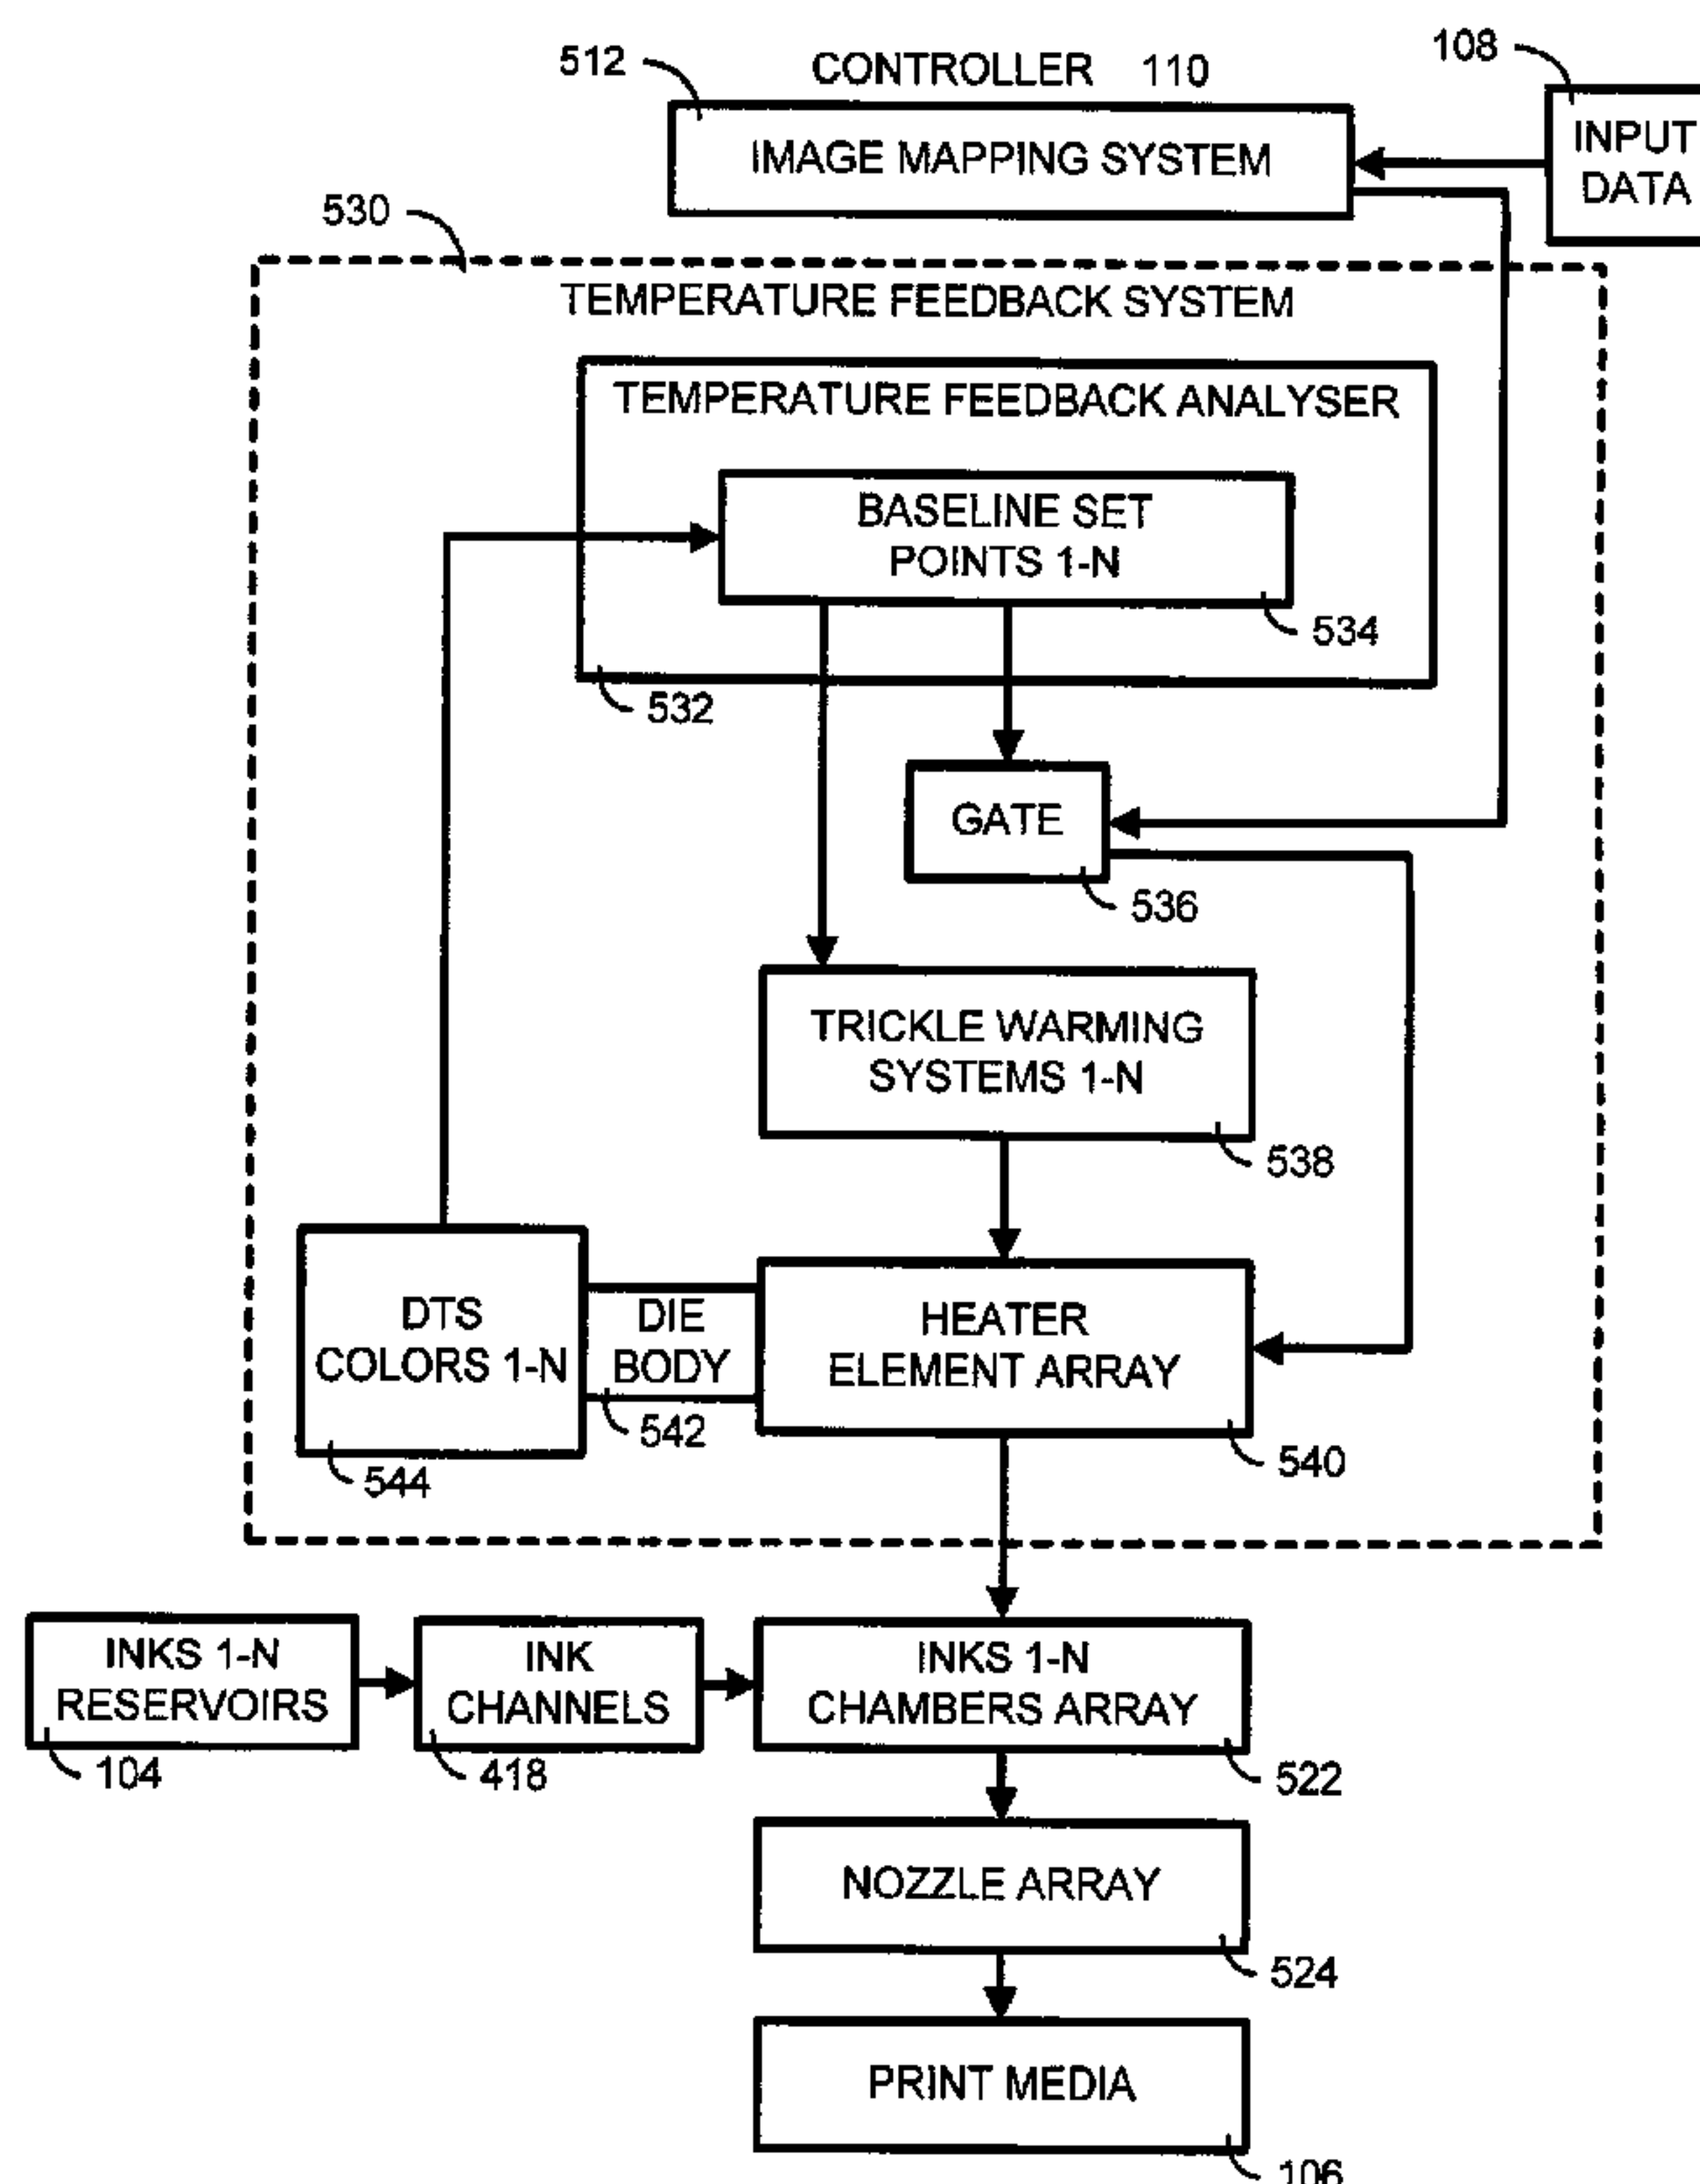 512
CONTROLLER 110
108
IMAGE MAPPING SYSTEM
INPUT
DATA
530
TEMPERATURE FEEDBACK SYSTEM
TEMPERATURE FEEDBACK ANALYSER
BASELINE SET
POINTS 1-N
534
532
GATE
536
TRICKLE WARMING
SYSTEMS 1-N
538
DTS
COLORS 1-N
544
DIE
BODY
542
HEATER
ELEMENT ARRAY
540
INKS 1-N
RESERVOIRS
104
INK
CHANNELS
418
INKS 1-N
CHAMBERS ARRAY
522
NOZZLE ARRAY
524
PRINT MEDIA
106